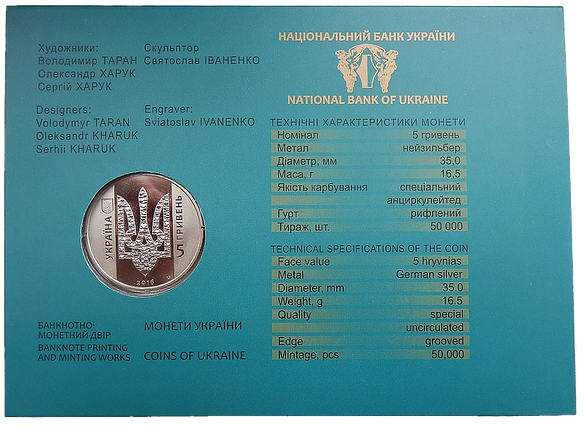 Художники: Скульптор
Володимир ТАРАН Святослав ІВАНЕНКО
Олександр ХАРУК
Сергій ХАРУК
Designers: Engraver:
Volodymyr TARAN Sviatoslav IVANENKO
Oleksandr KHARUK
Serhii KHARUK
УКРАЇНА
5 ГРИВЕНЬ
2015
БАНКНОТНО-
МОНЕТНИЙ ДВІР
BANKNOTE PRINTING
AND MINTING WORKS
МОНЕТИ УКРАЇНИ
COINS OF UKRAINE
НАЦІОНАЛЬНИЙ БАНК УКРАЇНИ
NATIONAL BANK OF UKRAINE
ТЕХНІЧНІ ХАРАКТЕРИСТИКИ МОНЕТИ
Номінал 5 гривень
Метал нейзильбер
Діаметр, мм 35,0
Маса, г 16,5
Якість карбування спеціальний
анциркулейтед
Гурт рифлений
Тираж, шт. 50 000
TECHNICAL SPECIFICATIONS OF THE COIN
Face value 5 hryvnias
Metal German silver
Diameter, mm 35.0
Weight, g 16.5
Quality special
uncirculated
Edge grooved
Mintage, pcs 50,000